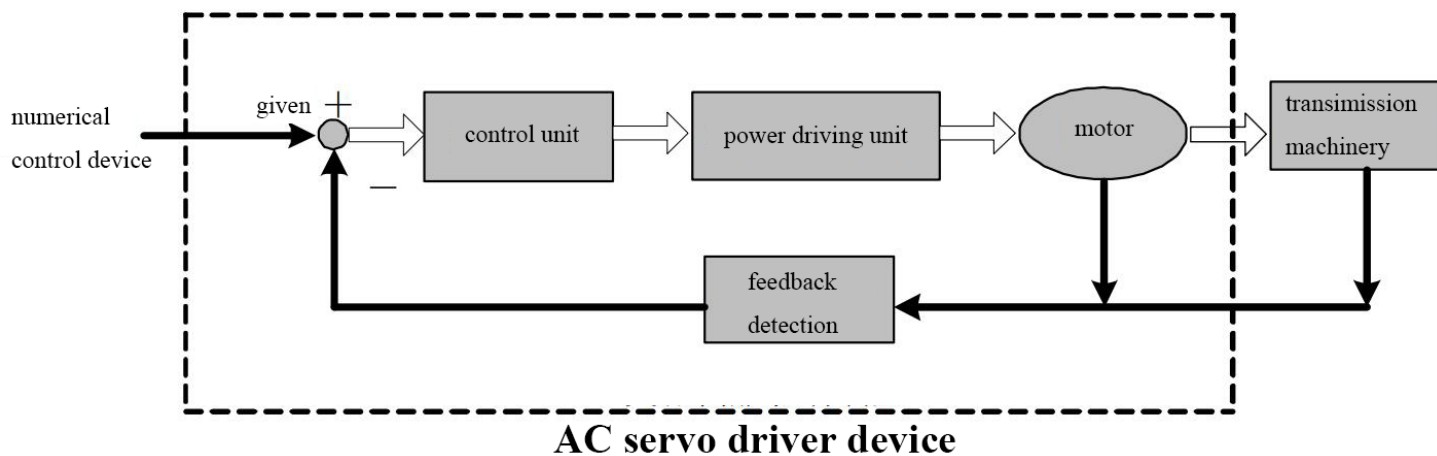 numerical
control device
given +
−
control unit
power driving unit
motor
transimission
machinery
feedback
detection
AC servo driver device